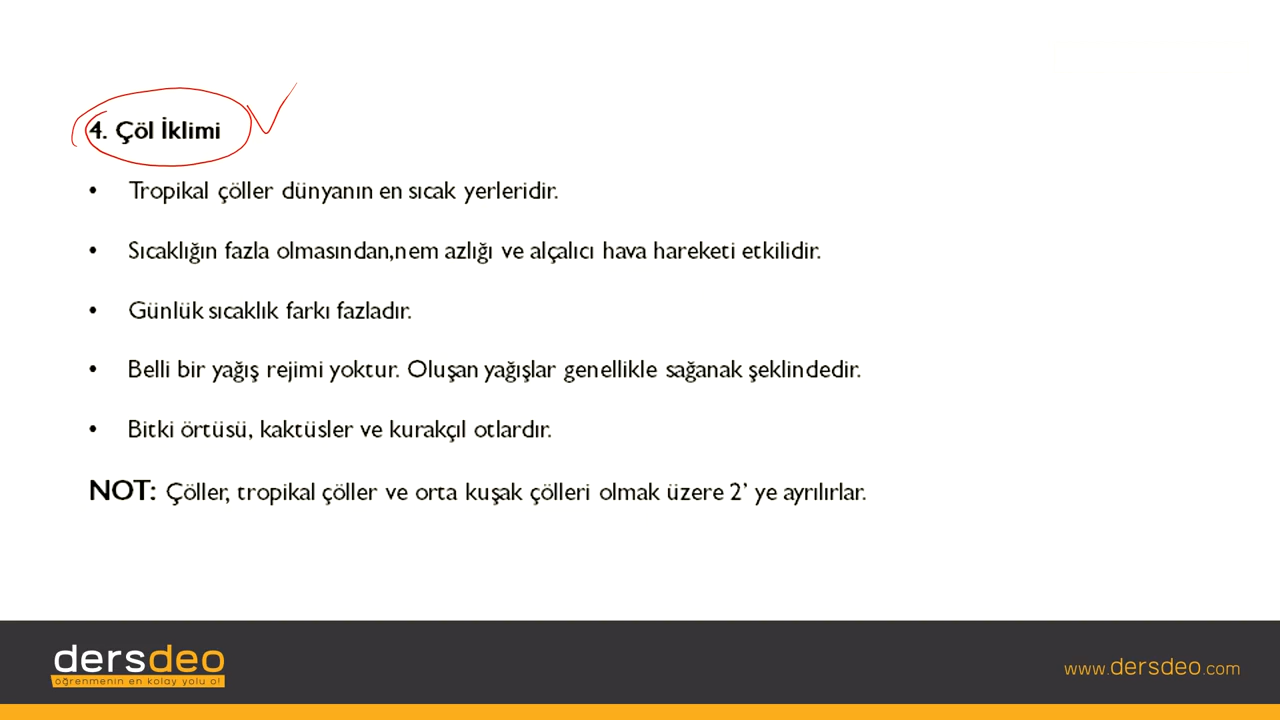 4. Çöl İklimi
• Tropikal çöller dünyanın en sıcak yerleridir.
• Sıcaklığın fazla olmasından,nem azlığı ve alçalıcı hava hareketi etkilidir.
• Günlük sıcaklık farkı fazladır.
• Belli bir yağış rejimi yoktur. Oluşan yağışlar genellikle sağanak şeklindedir.
• Bitki örtüsü, kaktüsler ve kurakçıl otlardır.
NOT: Çöller, tropikal çöller ve orta kuşak çölleri olmak üzere 2’ ye ayrılırlar.
dersdeo
öğrenmenin en kolay yolu o!
www.dersdeo.com